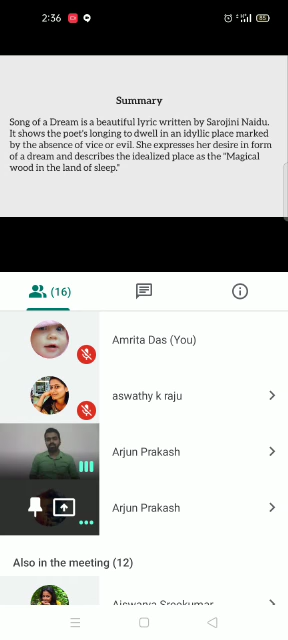 2:36
85
Summary
Song of a Dream is a beautiful lyric written by Sarojini Naidu.
It shows the poet's longing to dwell in an idyllic place marked
by the absence of vice or evil. She expresses her desire in form
of a dream and describes the idealized place as the "Magical
wood in the land of sleep."
(16)
Amrita Das (You)
aswathy k raju
Arjun Prakash
Arjun Prakash
Also in the meeting (12)
Aiswarya Sreekumar